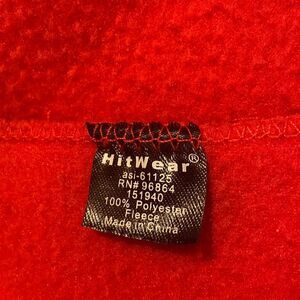 HitWear®
asi-61125
RN# 96864
151940
100% Polyester
Fleece
Made in China